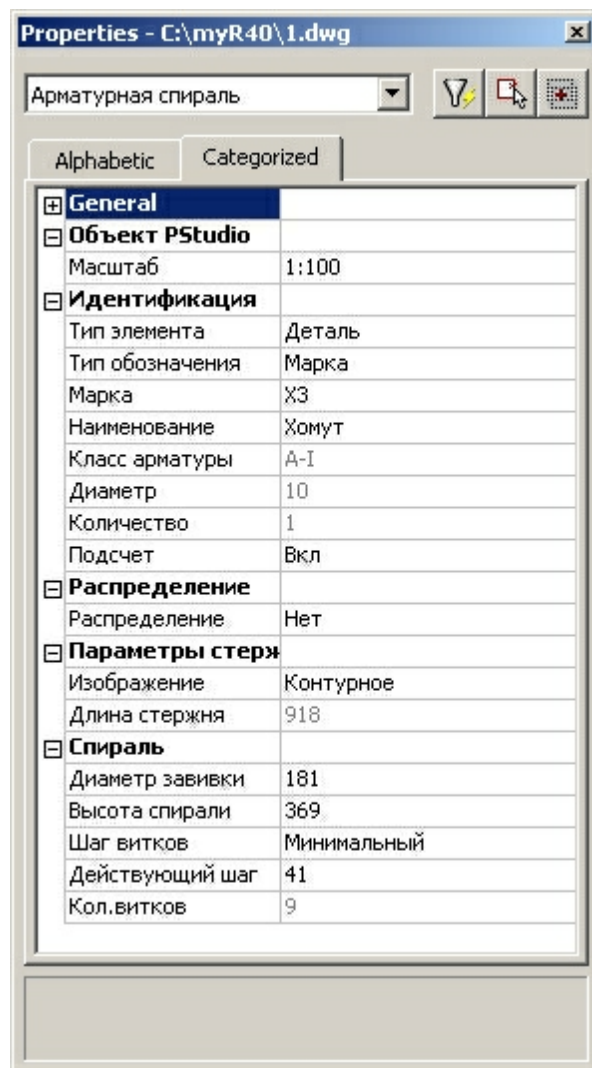 Properties - C:\myR40\1.dwg
Арматурная спираль
Alphabetic Categorized
General
Объект PStudio
Масштаб 1:100
Идентификация
Тип элемента Деталь
Тип обозначения Марка
Марка Х3
Наименование Хомут
Класс арматуры А-I
Диаметр 10
Количество 1
Подсчет Вкл
Распределение
Распределение Нет
Параметры стерж
Изображение Контурное
Длина стержня 918
Спираль
Диаметр завивки 181
Высота спирали 369
Шаг витков Минимальный
Действующий шаг 41
Кол.витков 9